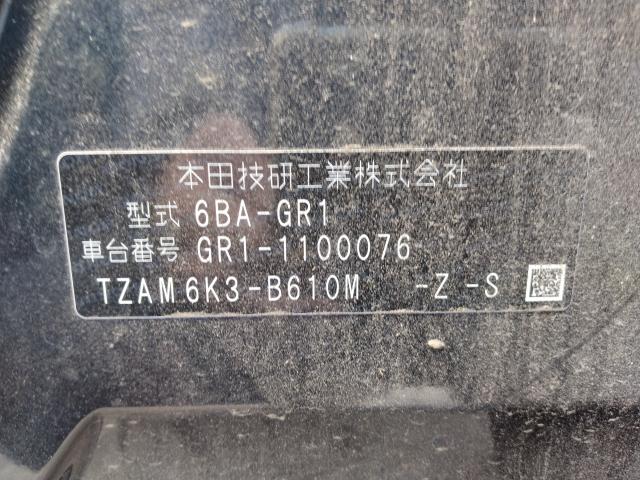 本田技研工業株式会社
型式 6BA-GR1
車台番号 GR1-1100076
TZAM6K3-B610M -Z -S